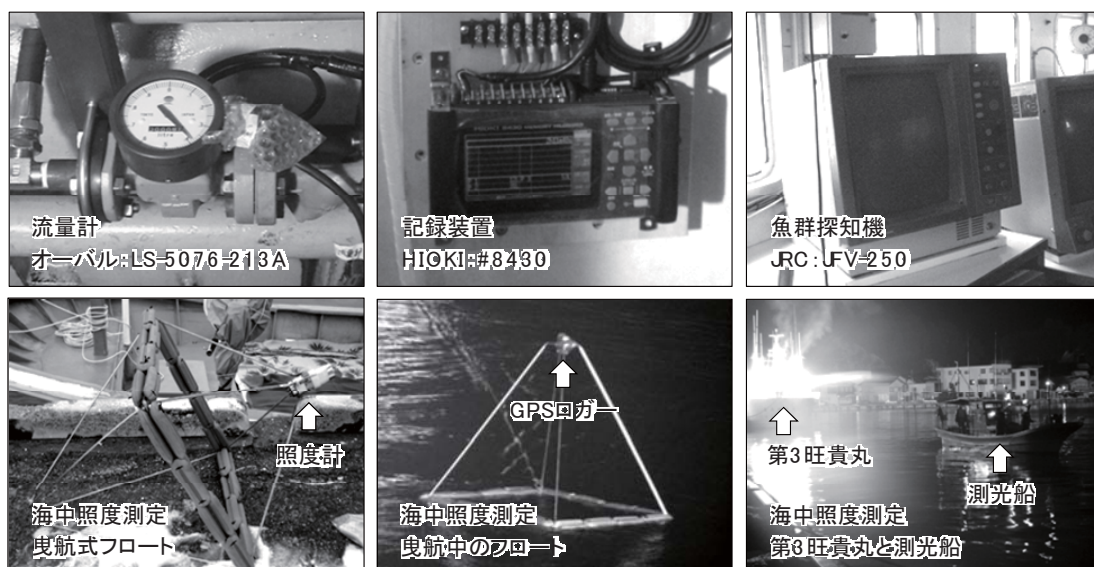 流量計
オーバル:LS-5076-213A
記録装置
HIOKI:#8430
魚群探知機
JRC:JFV-250
照度計
海中照度測定
曳航式フロート
GPSロガー
海中照度測定
曳航中のフロート
第3旺貴丸
測光船
海中照度測定
第3旺貴丸と測光船